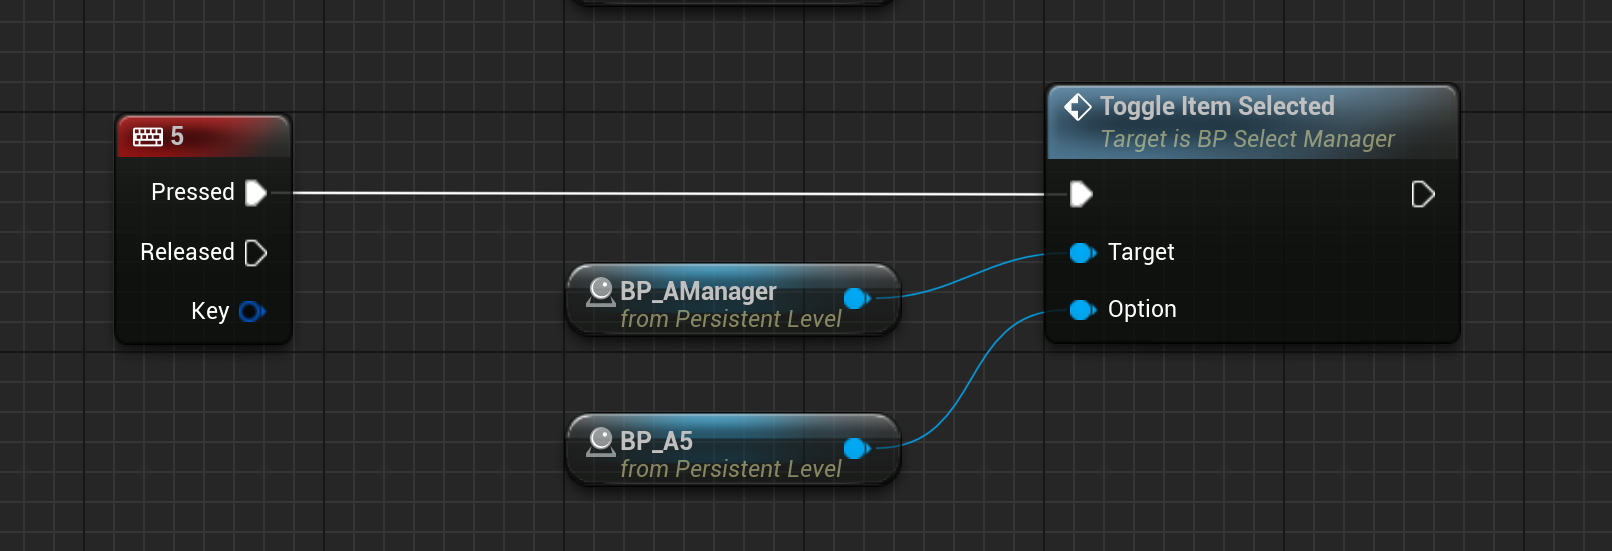 5
Pressed
Released
Key
BP_AManager
from Persistent Level
BP_A5
from Persistent Level
Toggle Item Selected
Target is BP Select Manager
Target
Option